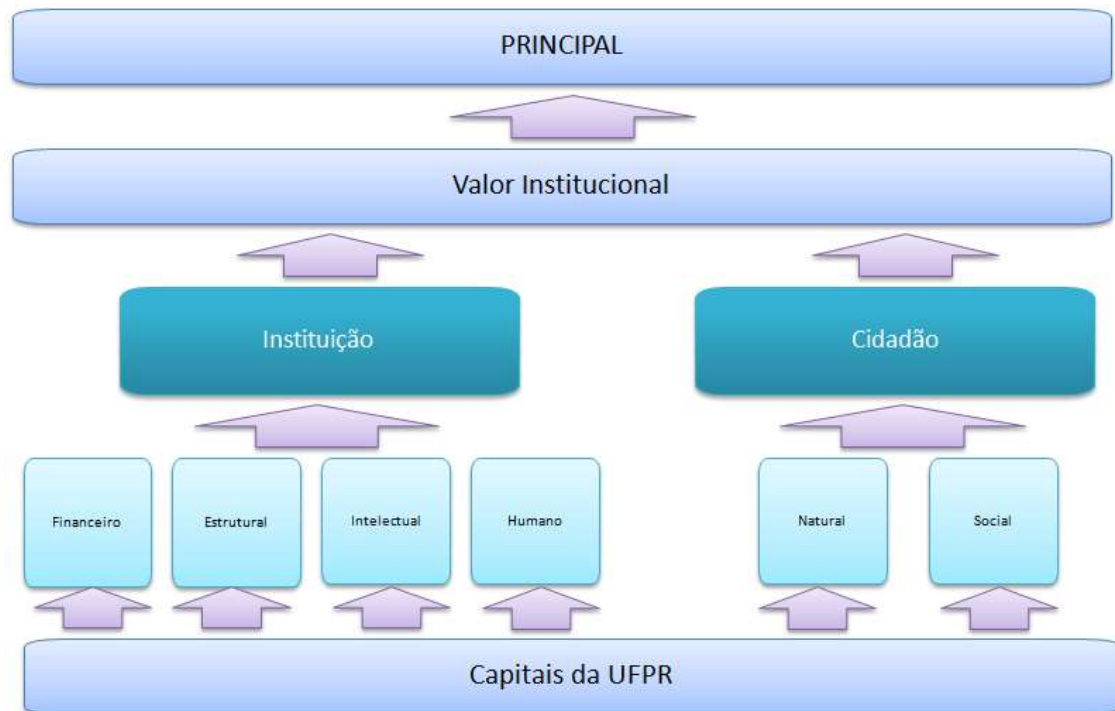 PRINCIPAL
Valor Institucional
Instituição
Cidadão
Financeiro
Estrutural
Intelectual
Humano
Natural
Social
Capitais da UFPR